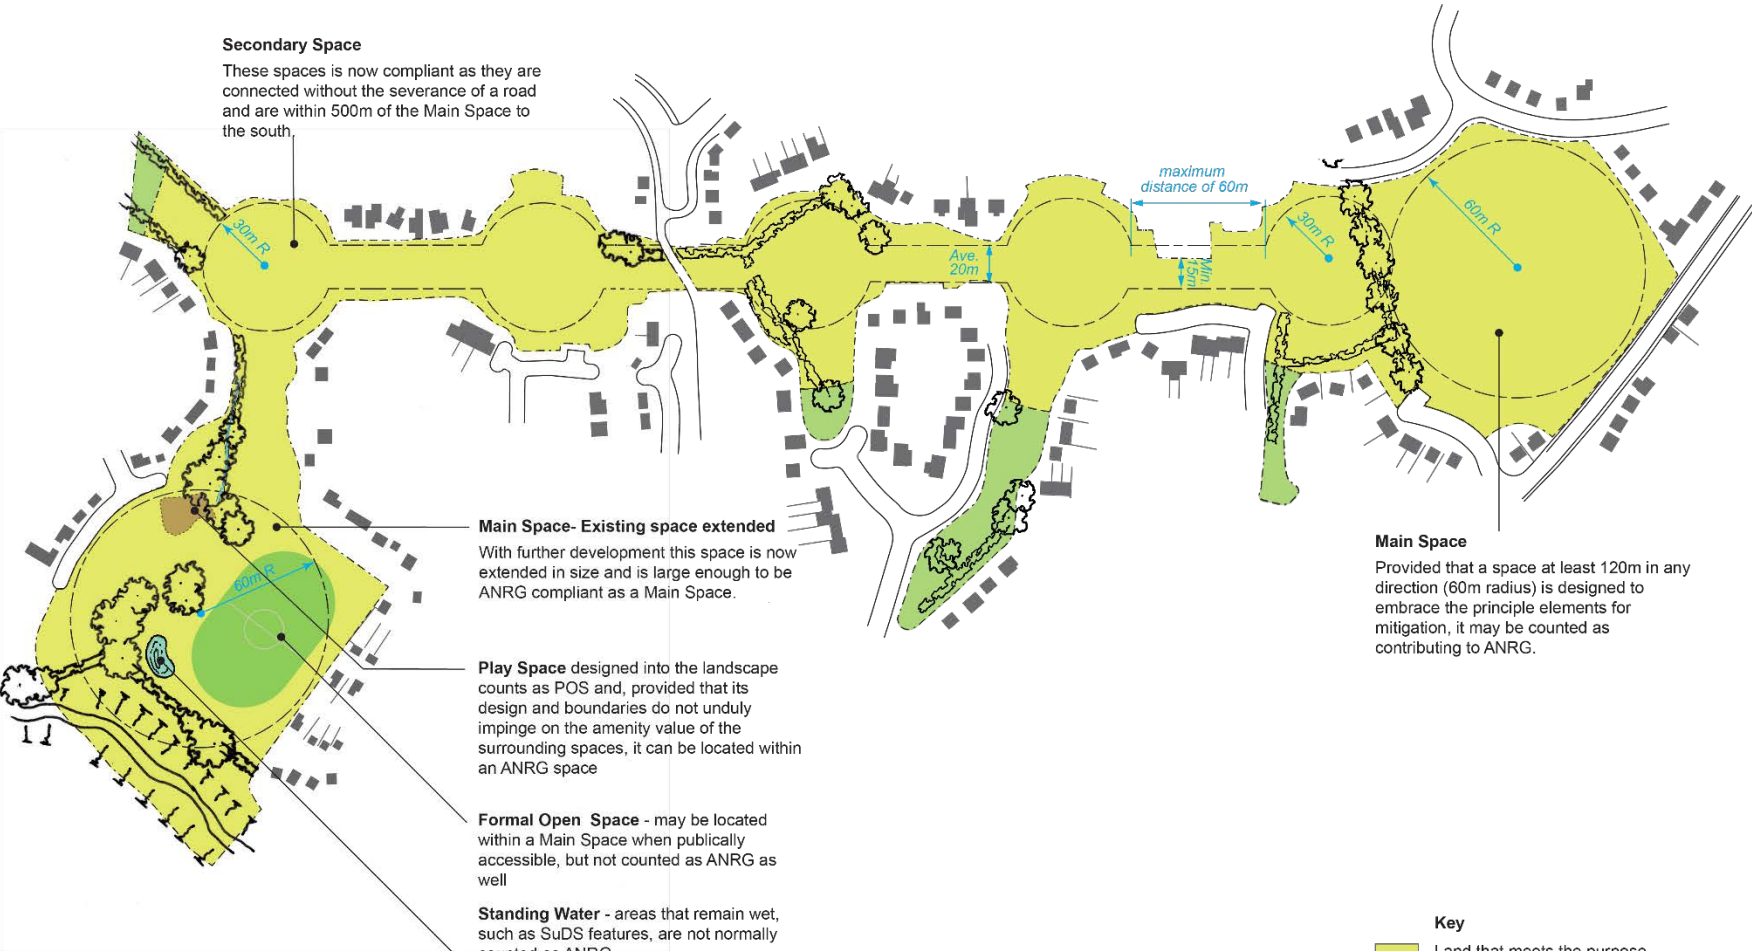 Secondary Space
These spaces is now compliant as they are
connected without the severance of a road
and are within 500m of the Main Space to
the south.
30m R
maximum
distance of 60m
Ave.
20m
Min.
15m
30m R
60m R
Main Space- Existing space extended
With further development this space is now
extended in size and is large enough to be
ANRG compliant as a Main Space.
60m R
Main Space
Provided that a space at least 120m in any
direction (60m radius) is designed to
embrace the principle elements for
mitigation, it may be counted as
contributing to ANRG.
Play Space designed into the landscape
counts as POS and, provided that its
design and boundaries do not unduly
impinge on the amenity value of the
surrounding spaces, it can be located within
an ANRG space
Formal Open Space - may be located
within a Main Space when publically
accessible, but not counted as ANRG as
well
Standing Water - areas that remain wet,
such as SuDS features, are not normally
counted as ANRG
Key
Land that meets the purpose